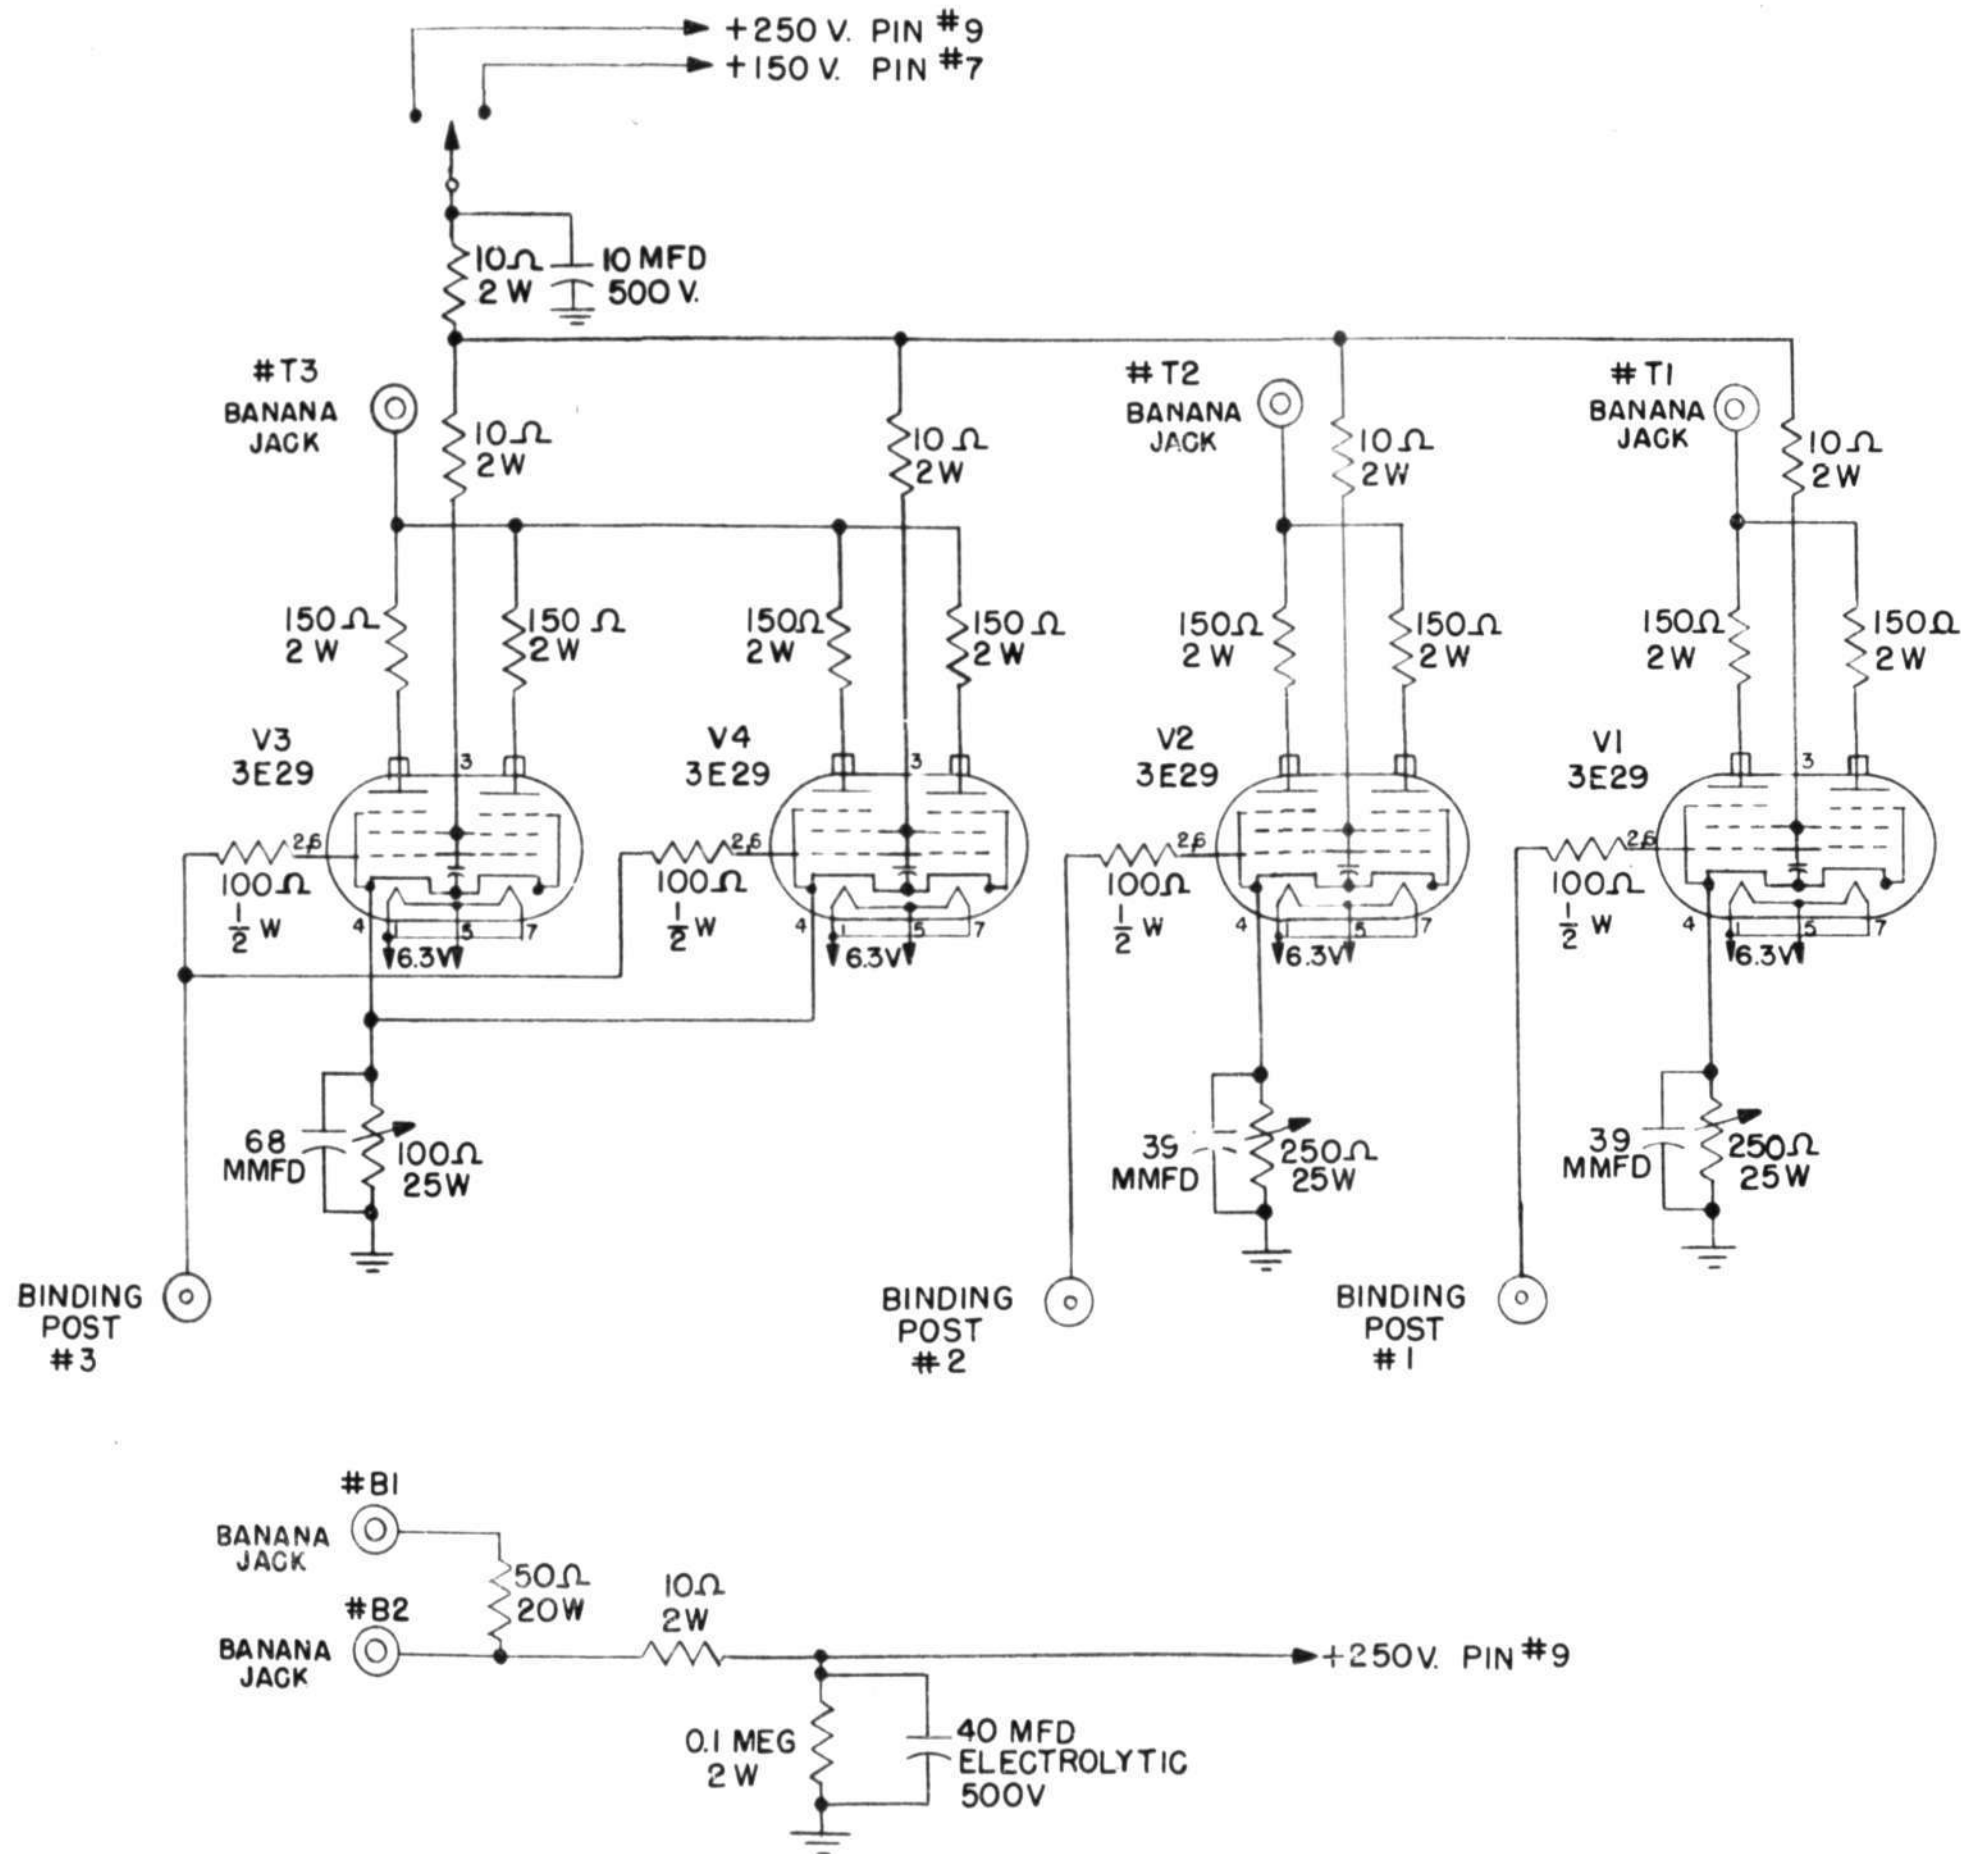 +250 V. PIN #9
+150 V. PIN #7
10Ω
2 W
10 MFD
500 V.
#T3
BANANA
JACK
10Ω
2W
10 Ω
2W
# T2
BANANA
JACK
10 Ω
2 W
# T1
BANANA
JACK
10 Ω
2 W
150 Ω
2 W
150 Ω
2W
150Ω
2W
150 Ω
2 W
150Ω
2 W
150Ω
2 W
150Ω
2 W
150Ω
2 W
V3
3E29
3
2,6
100Ω
1/2 W
4
1
5
7
6.3V
V4
3E29
3
2,6
100Ω
1/2 W
4
1
5
7
6.3V
V2
3E29
2,6
100Ω
1/2 W
4
1
5
7
6.3V
V1
3E29
3
2,6
100Ω
1/2 W
4
1
5
7
6.3V
68
MMFD
100Ω
25W
39
MMFD
250Ω
25W
39
MMFD
250Ω
25W
BINDING
POST
#3
BINDING
POST
#2
BINDING
POST
#1
#B1
BANANA
JACK
50Ω
20W
#B2
BANANA
JACK
10Ω
2W
+250V. PIN #9
0.1 MEG
2 W
40 MFD
ELECTROLYTIC
500V